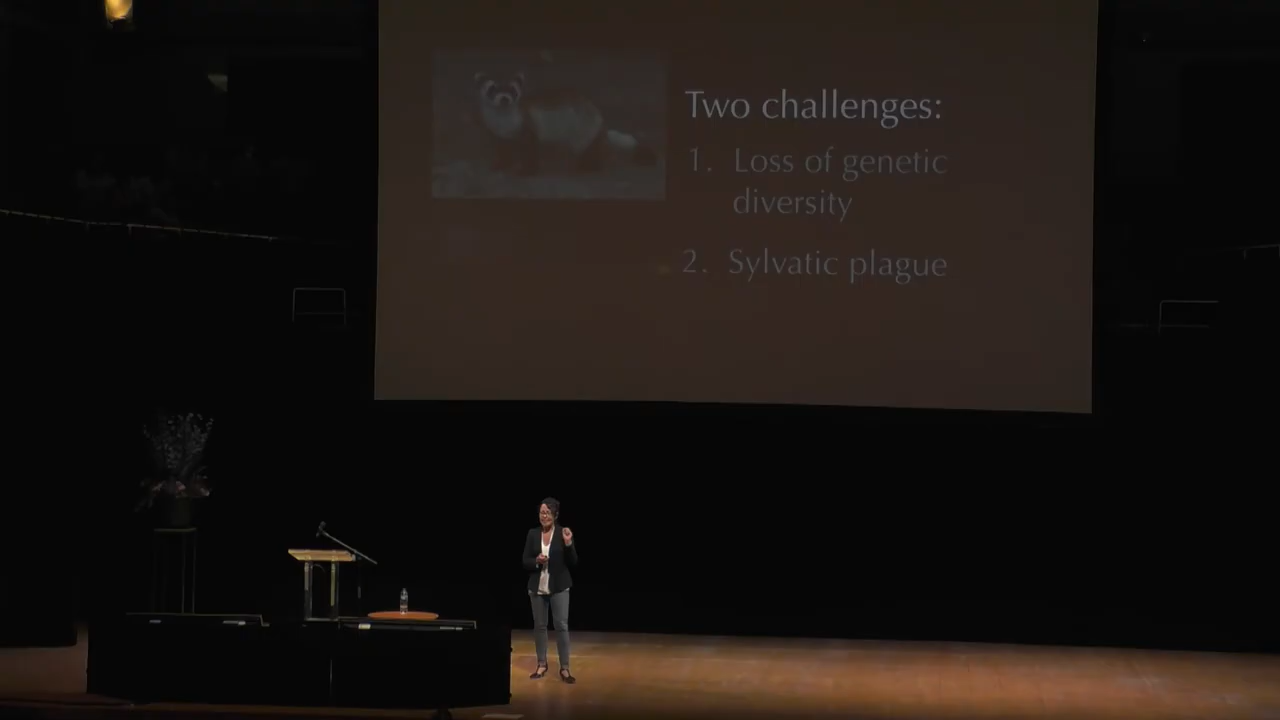 Two challenges:
1. Loss of genetic
diversity
2. Sylvatic plague